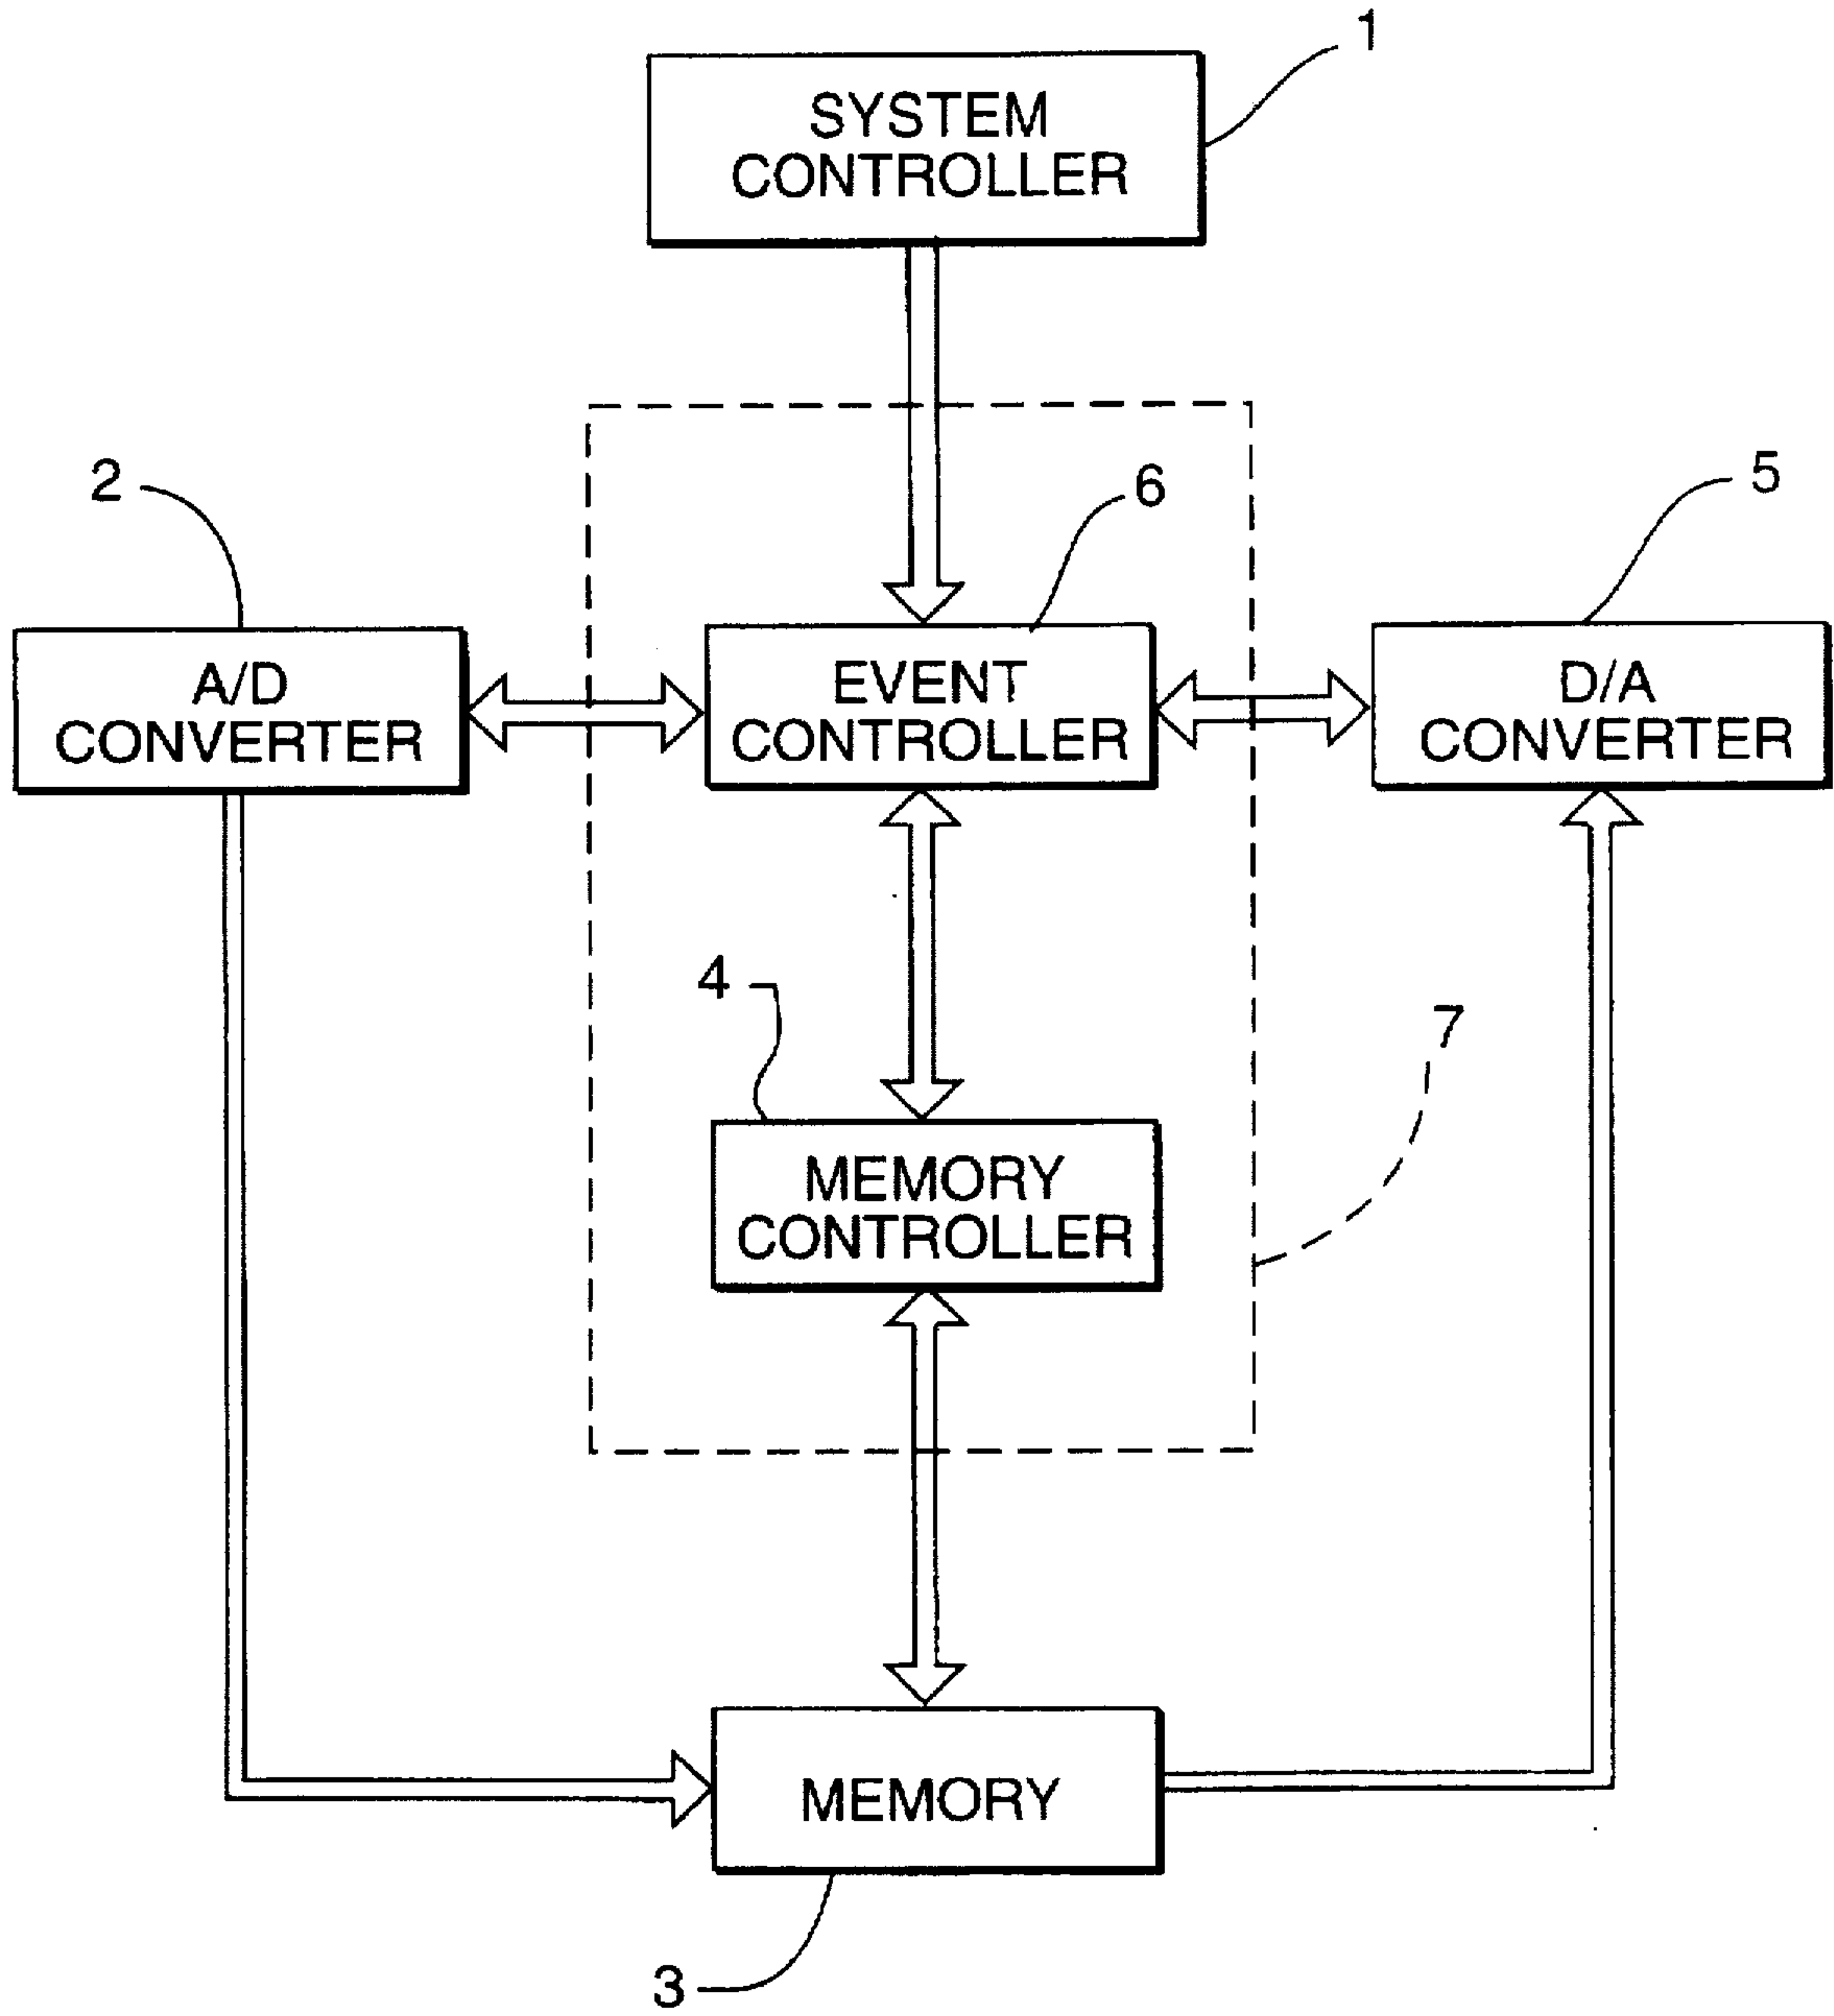 1
SYSTEM
CONTROLLER
2
6
5
A/D
CONVERTER
EVENT
CONTROLLER
D/A
CONVERTER
4
7
MEMORY
CONTROLLER
MEMORY
3